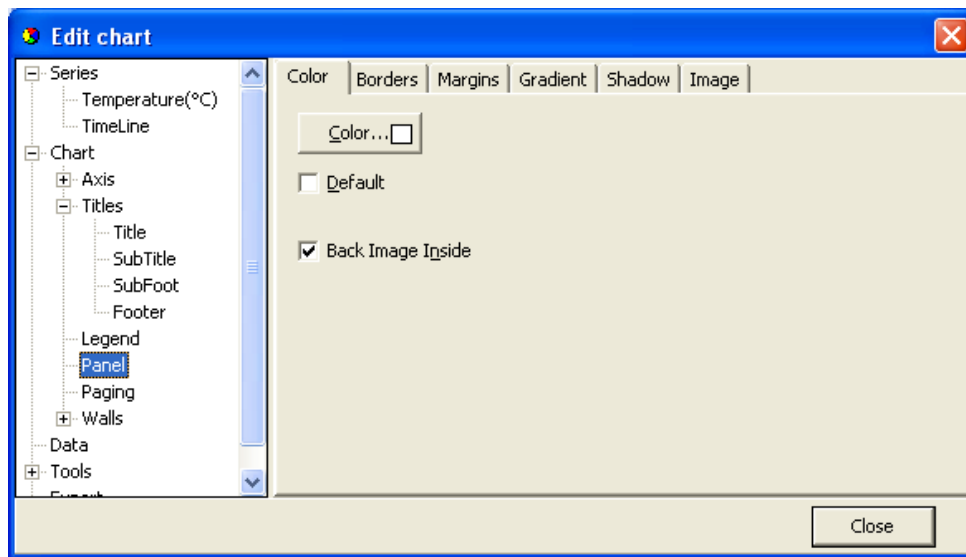 Edit chart
Series
Temperature(°C)
TimeLine
Chart
Axis
Titles
Title
SubTitle
SubFoot
Footer
Legend
Panel
Paging
Walls
Data
Tools
Color Borders Margins Gradient Shadow Image
Color...
Default
Back Image Inside
Close